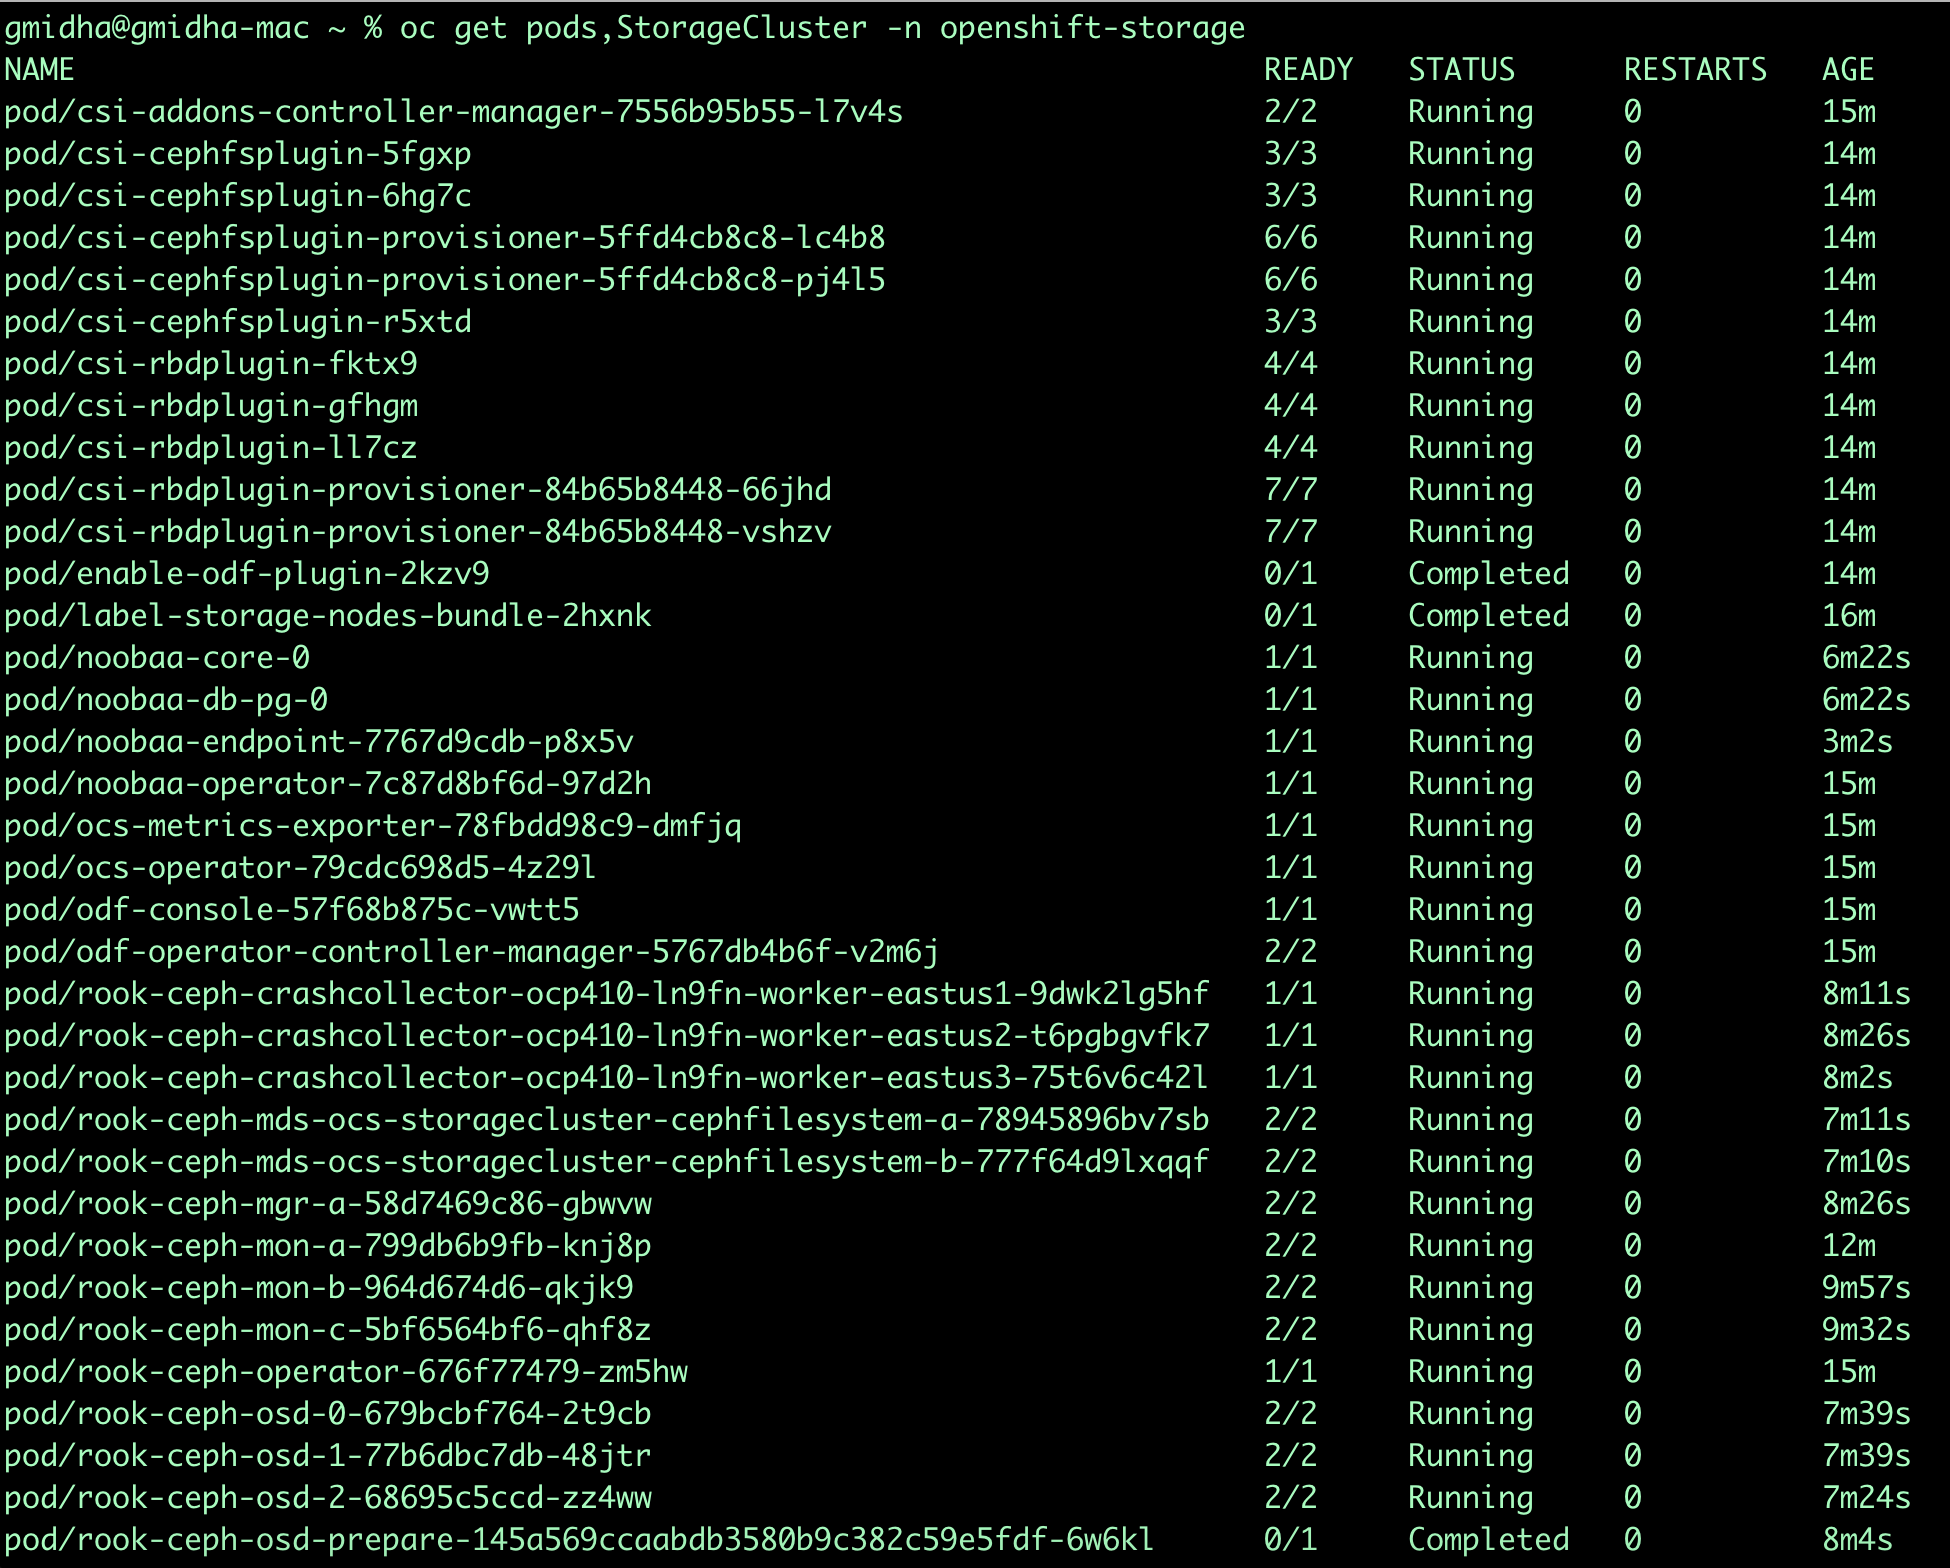 gmidha@gmidha-mac ~ % oc get pods,StorageCluster -n openshift-storage
NAME READY STATUS RESTARTS AGE
pod/csi-addons-controller-manager-7556b95b55-l7v4s 2/2 Running 0 15m
pod/csi-cephfsplugin-5fgxp 3/3 Running 0 14m
pod/csi-cephfsplugin-6hg7c 3/3 Running 0 14m
pod/csi-cephfsplugin-provisioner-5ffd4cb8c8-lc4b8 6/6 Running 0 14m
pod/csi-cephfsplugin-provisioner-5ffd4cb8c8-pj4l5 6/6 Running 0 14m
pod/csi-cephfsplugin-r5xtd 3/3 Running 0 14m
pod/csi-rbdplugin-fktx9 4/4 Running 0 14m
pod/csi-rbdplugin-gfhgm 4/4 Running 0 14m
pod/csi-rbdplugin-ll7cz 4/4 Running 0 14m
pod/csi-rbdplugin-provisioner-84b65b8448-66jhd 7/7 Running 0 14m
pod/csi-rbdplugin-provisioner-84b65b8448-vshzv 7/7 Running 0 14m
pod/enable-odf-plugin-2kzv9 0/1 Completed 0 14m
pod/label-storage-nodes-bundle-2hxnk 0/1 Completed 0 16m
pod/noobaa-core-0 1/1 Running 0 6m22s
pod/noobaa-db-pg-0 1/1 Running 0 6m22s
pod/noobaa-endpoint-7767d9cdb-p8x5v 1/1 Running 0 3m2s
pod/noobaa-operator-7c87d8bf6d-97d2h 1/1 Running 0 15m
pod/ocs-metrics-exporter-78fbdd98c9-dmfjq 1/1 Running 0 15m
pod/ocs-operator-79cdc698d5-4z29l 1/1 Running 0 15m
pod/odf-console-57f68b875c-vwtt5 1/1 Running 0 15m
pod/odf-operator-controller-manager-5767db4b6f-v2m6j 2/2 Running 0 15m
pod/rook-ceph-crashcollector-ocp410-ln9fn-worker-eastus1-9dwk2lg5hf 1/1 Running 0 8m11s
pod/rook-ceph-crashcollector-ocp410-ln9fn-worker-eastus2-t6pgbgvfk7 1/1 Running 0 8m26s
pod/rook-ceph-crashcollector-ocp410-ln9fn-worker-eastus3-75t6v6c42l 1/1 Running 0 8m2s
pod/rook-ceph-mds-ocs-storagecluster-cephfilesystem-a-78945896bv7sb 2/2 Running 0 7m11s
pod/rook-ceph-mds-ocs-storagecluster-cephfilesystem-b-777f64d9lxqqf 2/2 Running 0 7m10s
pod/rook-ceph-mgr-a-58d7469c86-gbwvw 2/2 Running 0 8m26s
pod/rook-ceph-mon-a-799db6b9fb-knj8p 2/2 Running 0 12m
pod/rook-ceph-mon-b-964d674d6-qkjk9 2/2 Running 0 9m57s
pod/rook-ceph-mon-c-5bf6564bf6-qhf8z 2/2 Running 0 9m32s
pod/rook-ceph-operator-676f77479-zm5hw 1/1 Running 0 15m
pod/rook-ceph-osd-0-679bcbf764-2t9cb 2/2 Running 0 7m39s
pod/rook-ceph-osd-1-77b6dbc7db-48jtr 2/2 Running 0 7m39s
pod/rook-ceph-osd-2-68695c5ccd-zz4ww 2/2 Running 0 7m24s
pod/rook-ceph-osd-prepare-145a569ccaabdb3580b9c382c59e5fdf-6w6kl 0/1 Completed 0 8m4s